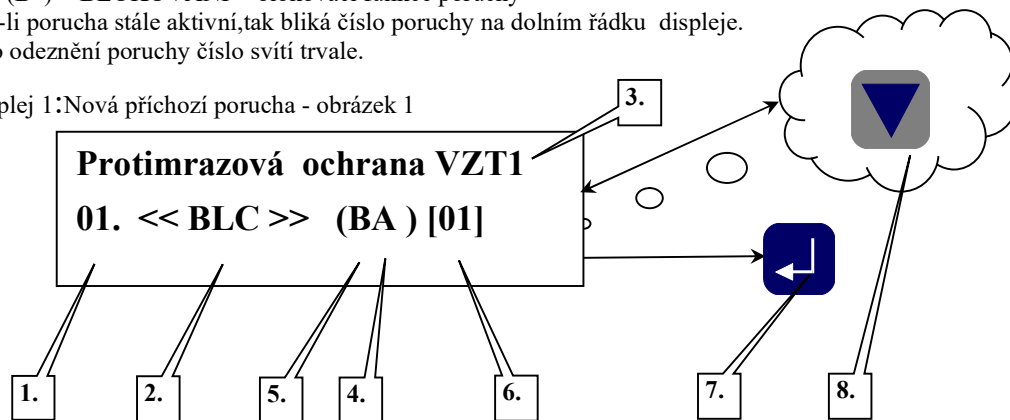 -li porucha stále aktivní,tak bliká číslo poruchy na dolním řádku displeje.
odeznění poruchy číslo svítí trvale.
plej 1:Nová příchozí porucha - obrázek 1
3.
Protimrazová ochrana VZT1
01. << BLC >> (BA ) [01]
1.
2.
5.
4.
6.
7.
8.